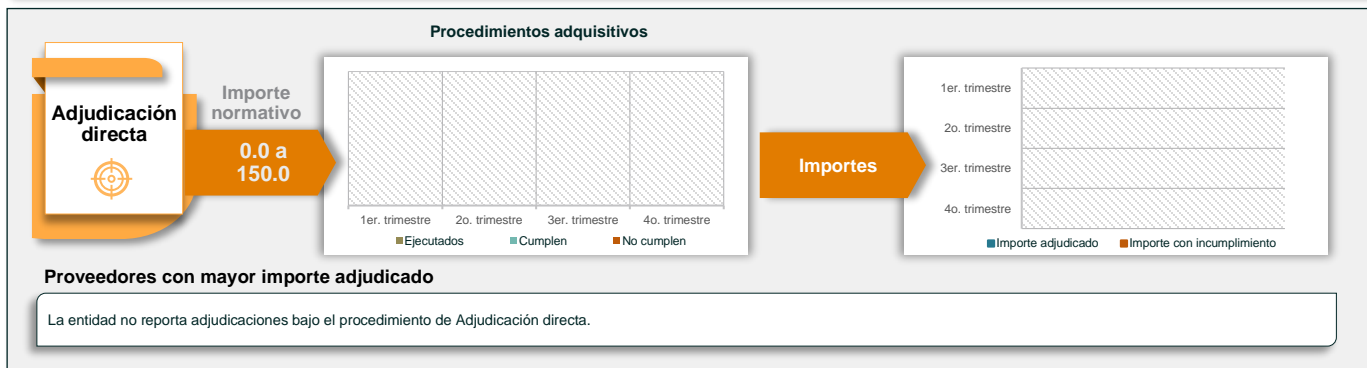 Procedimientos adquisitivos
Adjudicación
directa
Importe
normativo
0.0 a
150.0
1er. trimestre 2o. trimestre 3er. trimestre 4o. trimestre
Ejecutados Cumplen No cumplen
Importes
1er. trimestre
2o. trimestre
3er. trimestre
4o. trimestre
Importe adjudicado Importe con incumplimiento
Proveedores con mayor importe adjudicado
La entidad no reporta adjudicaciones bajo el procedimiento de Adjudicación directa.